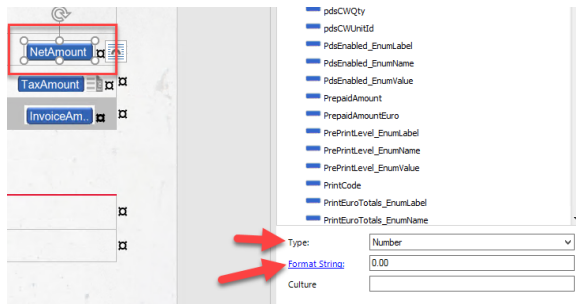 NetAmount
TaxAmount
InvoiceAm..
pdsCWQty
pdsCWUnitId
PdsEnabled_EnumLabel
PdsEnabled_EnumName
PdsEnabled_EnumValue
PrepaidAmount
PrepaidAmountEuro
PrePrintLevel_EnumLabel
PrePrintLevel_EnumName
PrePrintLevel_EnumValue
PrintCode
PrintEuroTotals_EnumLabel
PrintEuroTotals_EnumName
Type: Number
Format String: 0.00
Culture